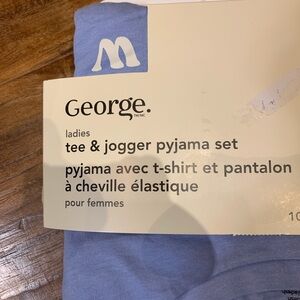 M
George.
ladies
tee & jogger pyjama set
pyjama avec t-shirt et pantalon
à cheville élastique
pour femmes